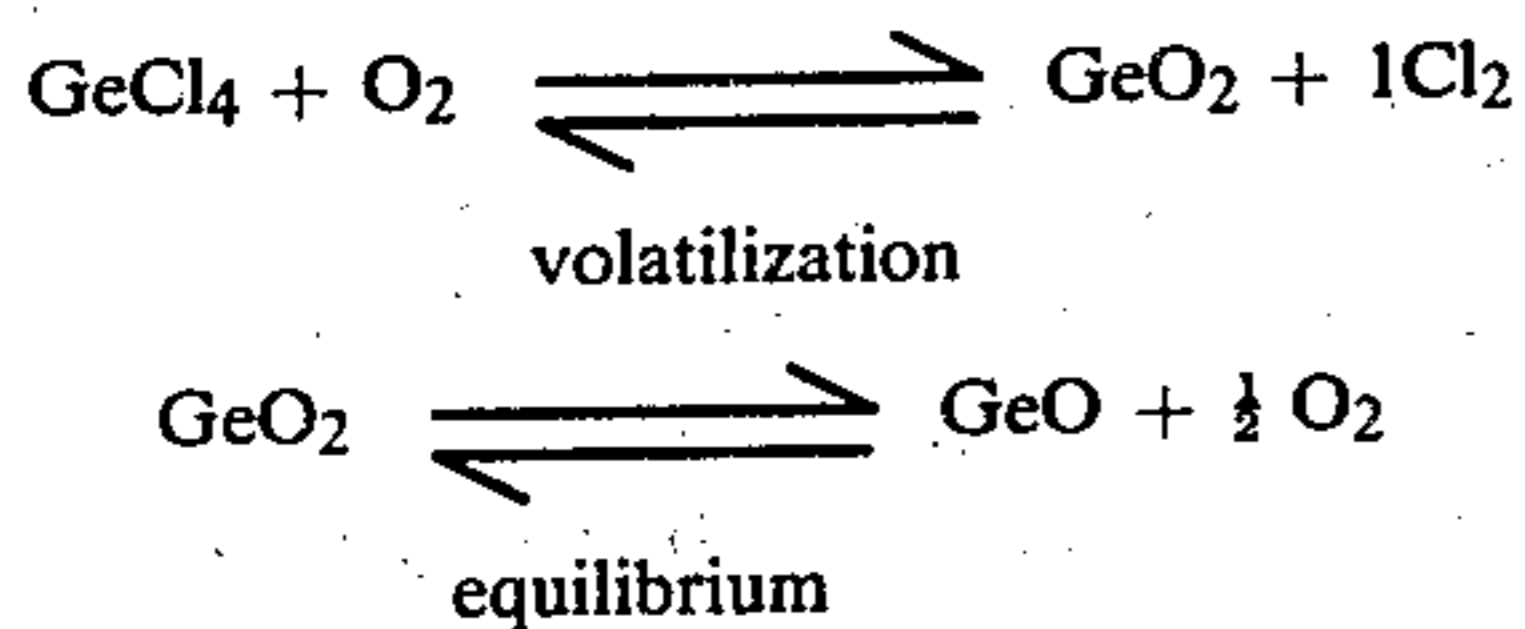 GeCl4 + O2 ⇌ GeO2 + 1Cl2
volatilization
GeO2 ⇌ GeO + ½ O2
equilibrium